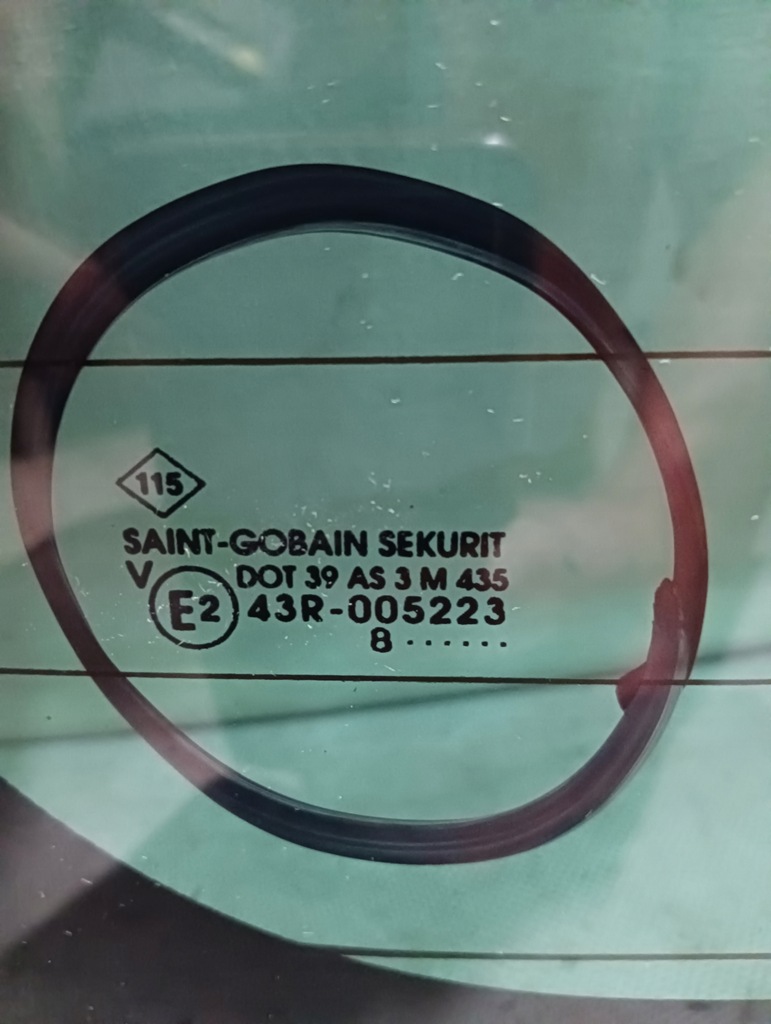 115
SAINT-GOBAIN SEKURIT
V DOT 39 AS 3 M 435
E2 43R-005223
8 ······